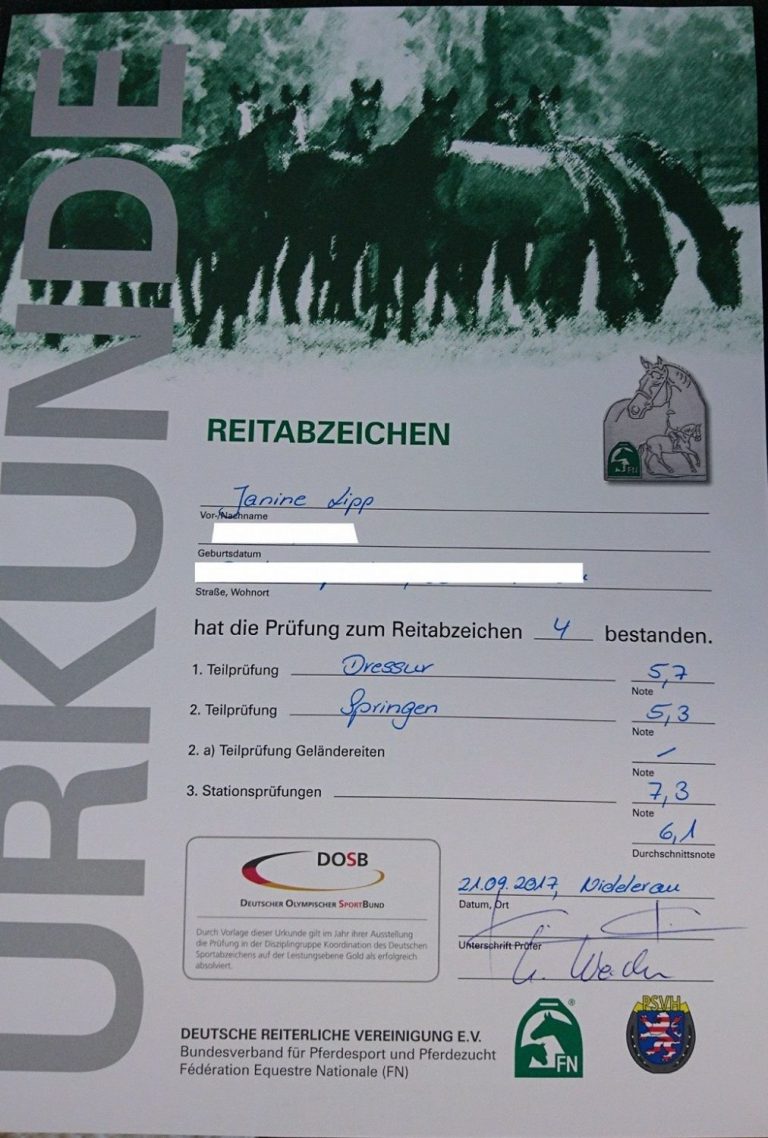 URKUNDE
REITABZEICHEN
FN
Janine Lipp
Vor-/Nachname
Geburtsdatum
Straße, Wohnort
hat die Prüfung zum Reitabzeichen 4 bestanden.
1. Teilprüfung Dressur 5,7
Note
2. Teilprüfung Springen 5,3
Note
2. a) Teilprüfung Geländereiten –
Note
3. Stationsprüfungen 7,3
Note
6,1
Durchschnittsnote
DOSB
DEUTSCHER OLYMPISCHER SPORTBUND
Durch Vorlage dieser Urkunde gilt im Jahr ihrer Ausstellung
die Prüfung in der Disziplingruppe Koordination des Deutschen
Sportabzeichens auf der Leistungsebene Gold als erfolgreich
absolviert.
21.09.2017, Nidderau
Datum, Ort
Unterschrift Prüfer
DEUTSCHE REITERLICHE VEREINIGUNG E.V.
Bundesverband für Pferdesport und Pferdezucht
Fédération Equestre Nationale (FN)
FN ®
PSVH